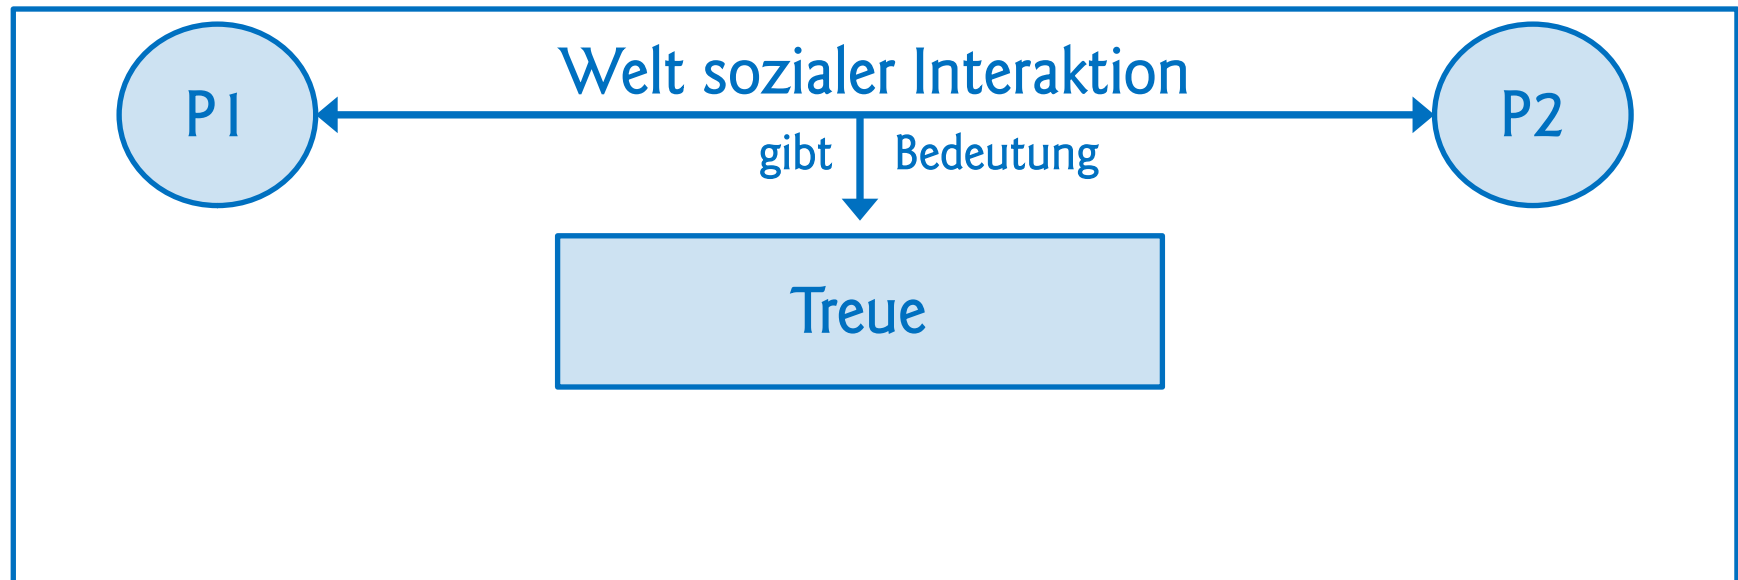 Welt sozialer Interaktion
P1
P2
gibt Bedeutung
Treue